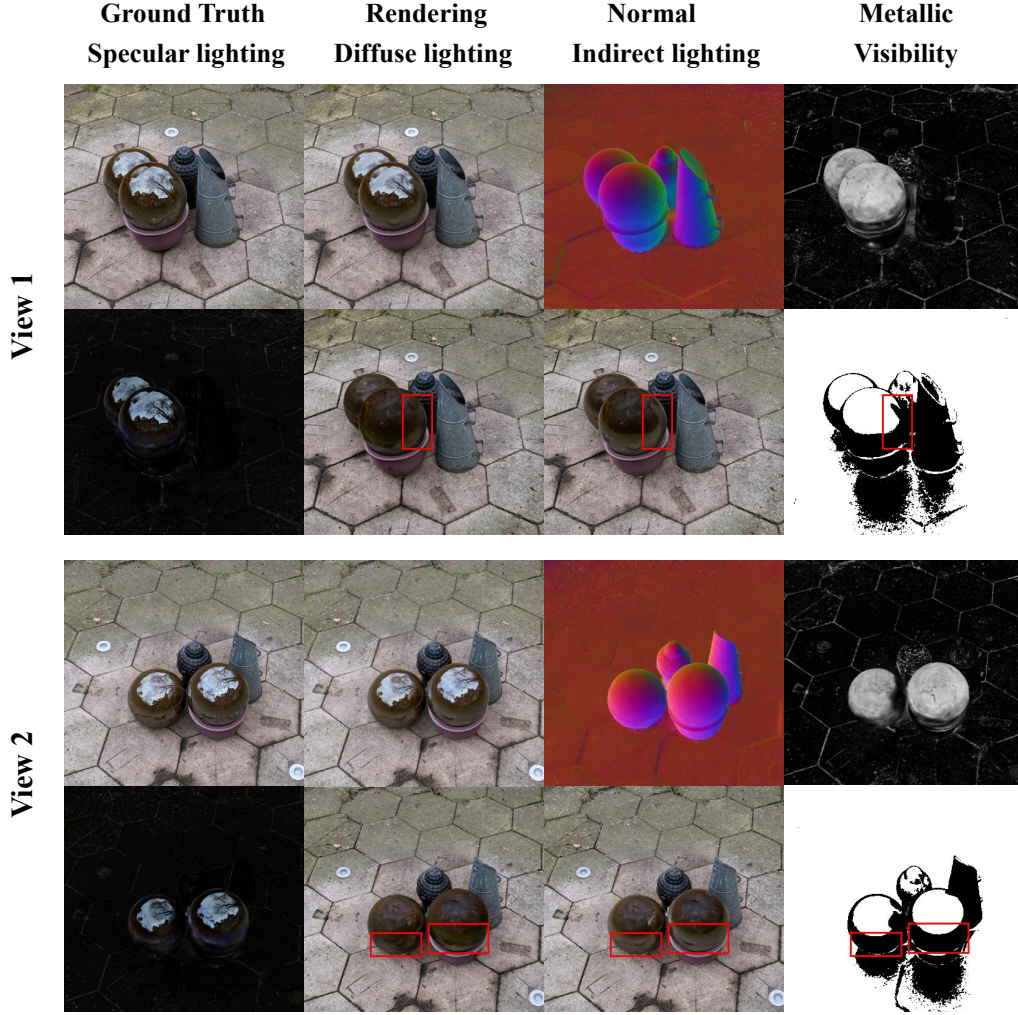 Ground Truth Rendering Normal Metallic
Specular lighting Diffuse lighting Indirect lighting Visibility
View 1
View 2